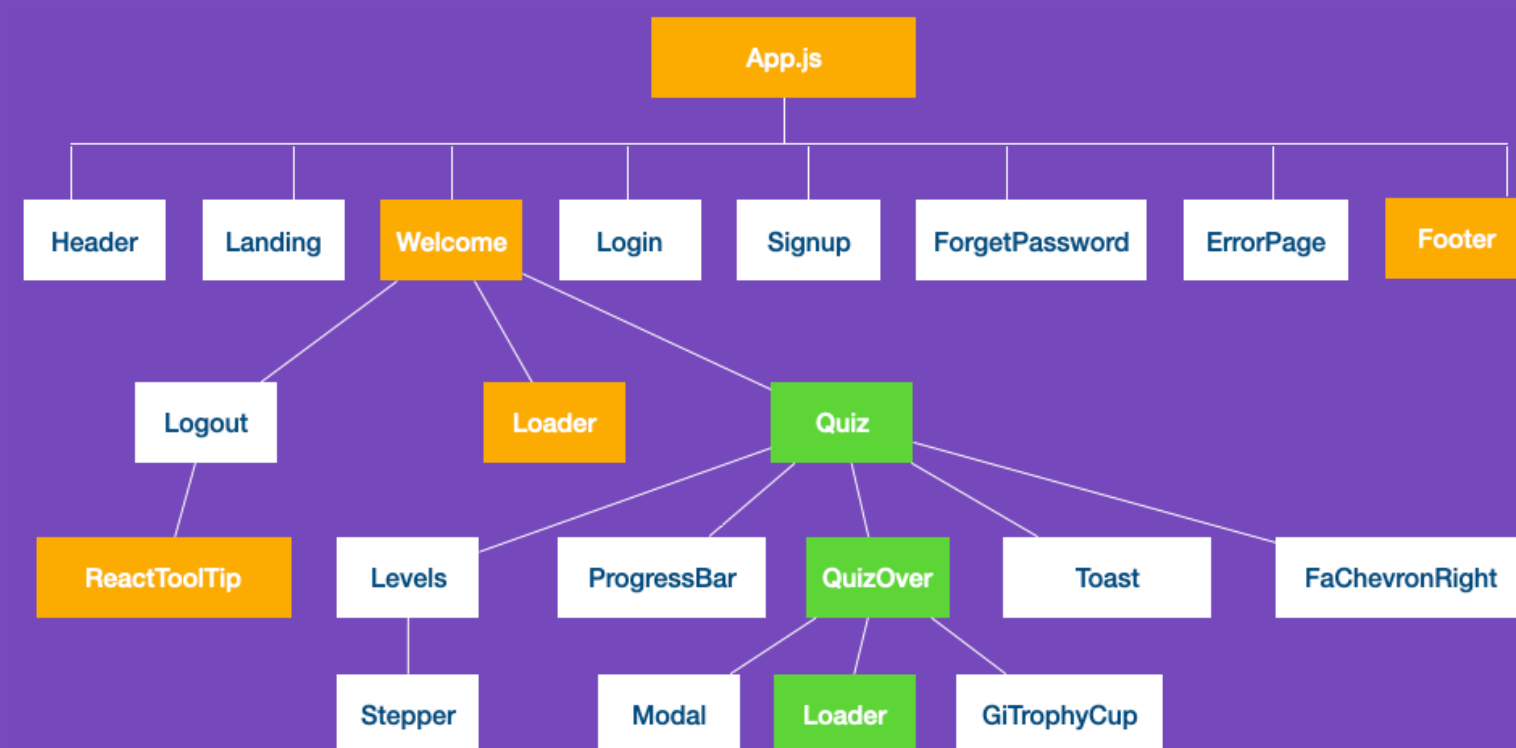 App.js
Header
Landing
Welcome
Login
Signup
ForgetPassword
ErrorPage
Footer
Logout
Loader
Quiz
ReactToolTip
Levels
ProgressBar
QuizOver
Toast
FaChevronRight
Stepper
Modal
Loader
GiTrophyCup